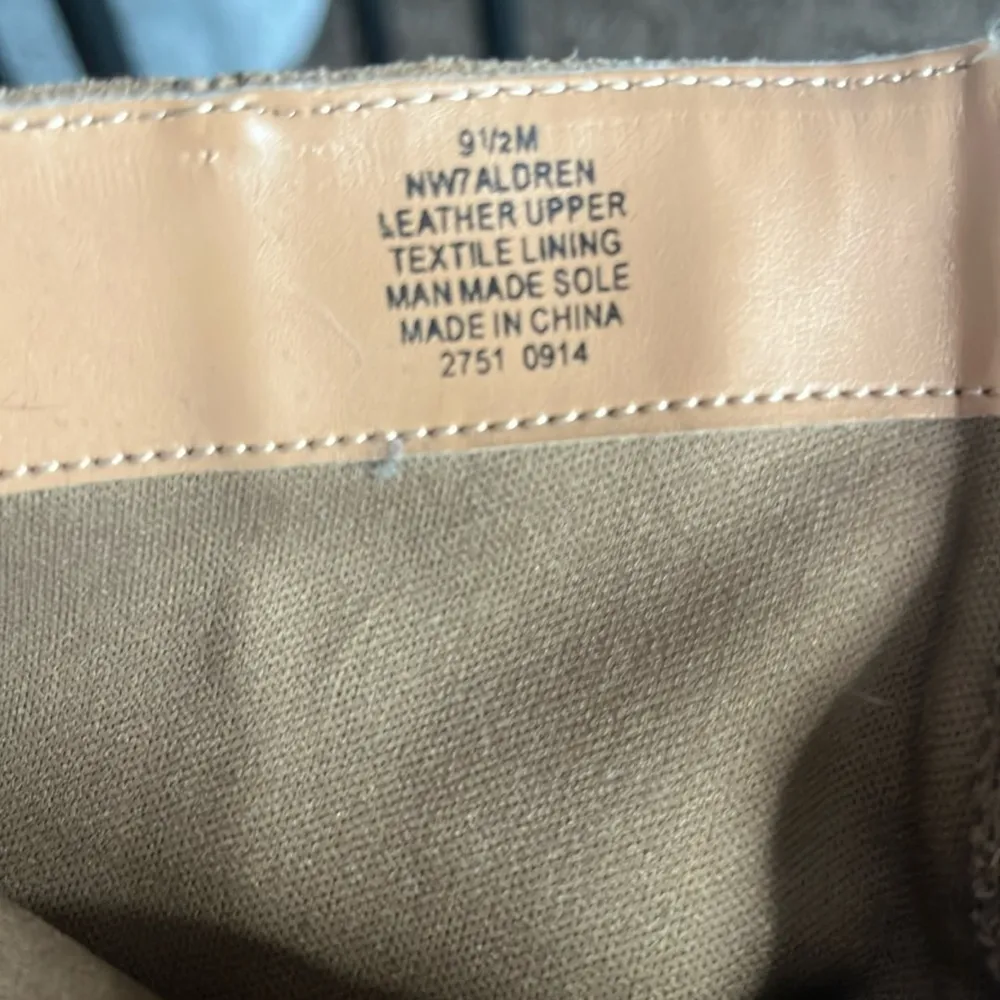 9½M
NW7ALDREN
LEATHER UPPER
TEXTILE LINING
MAN MADE SOLE
MADE IN CHINA
2751 0914